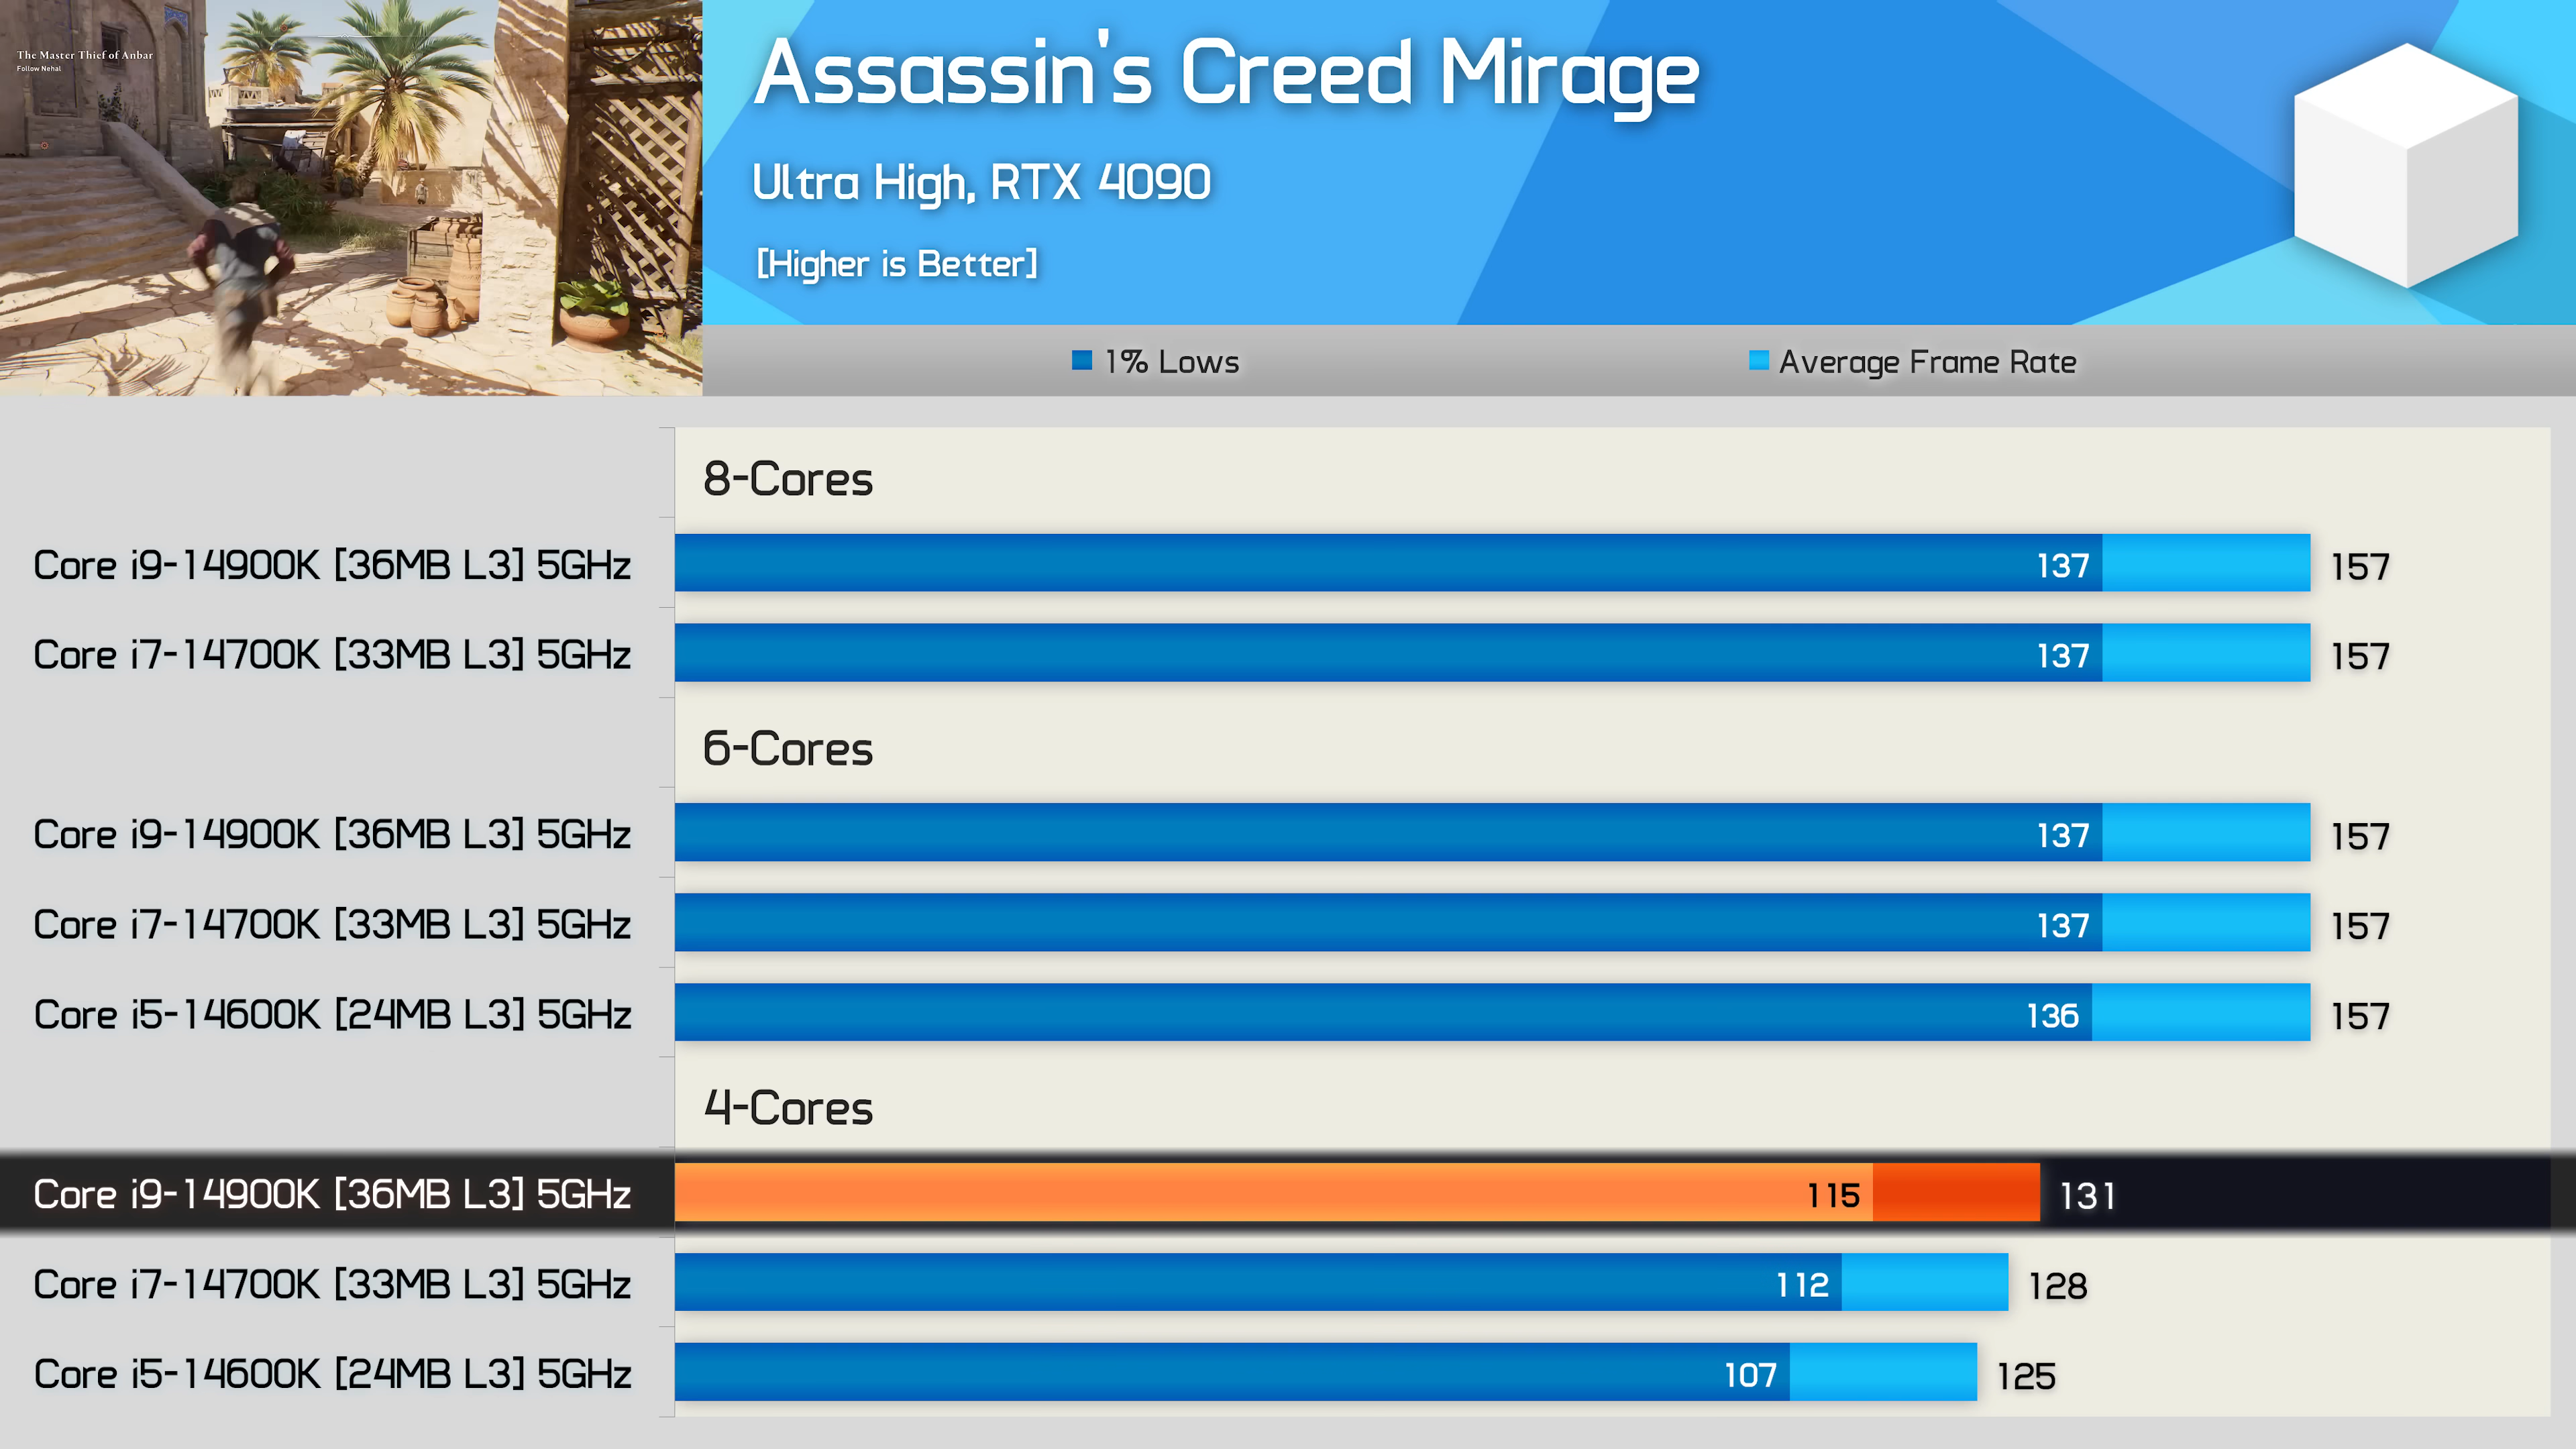 The Master Thief of Anbar
Follow Nehal
Assassin's Creed Mirage
Ultra High, RTX 4090
[Higher is Better]
1% Lows
Average Frame Rate
8-Cores
Core i9-14900K [36MB L3] 5GHz 137 157
Core i7-14700K [33MB L3] 5GHz 137 157
6-Cores
Core i9-14900K [36MB L3] 5GHz 137 157
Core i7-14700K [33MB L3] 5GHz 137 157
Core i5-14600K [24MB L3] 5GHz 136 157
4-Cores
Core i9-14900K [36MB L3] 5GHz 115 131
Core i7-14700K [33MB L3] 5GHz 112 128
Core i5-14600K [24MB L3] 5GHz 107 125